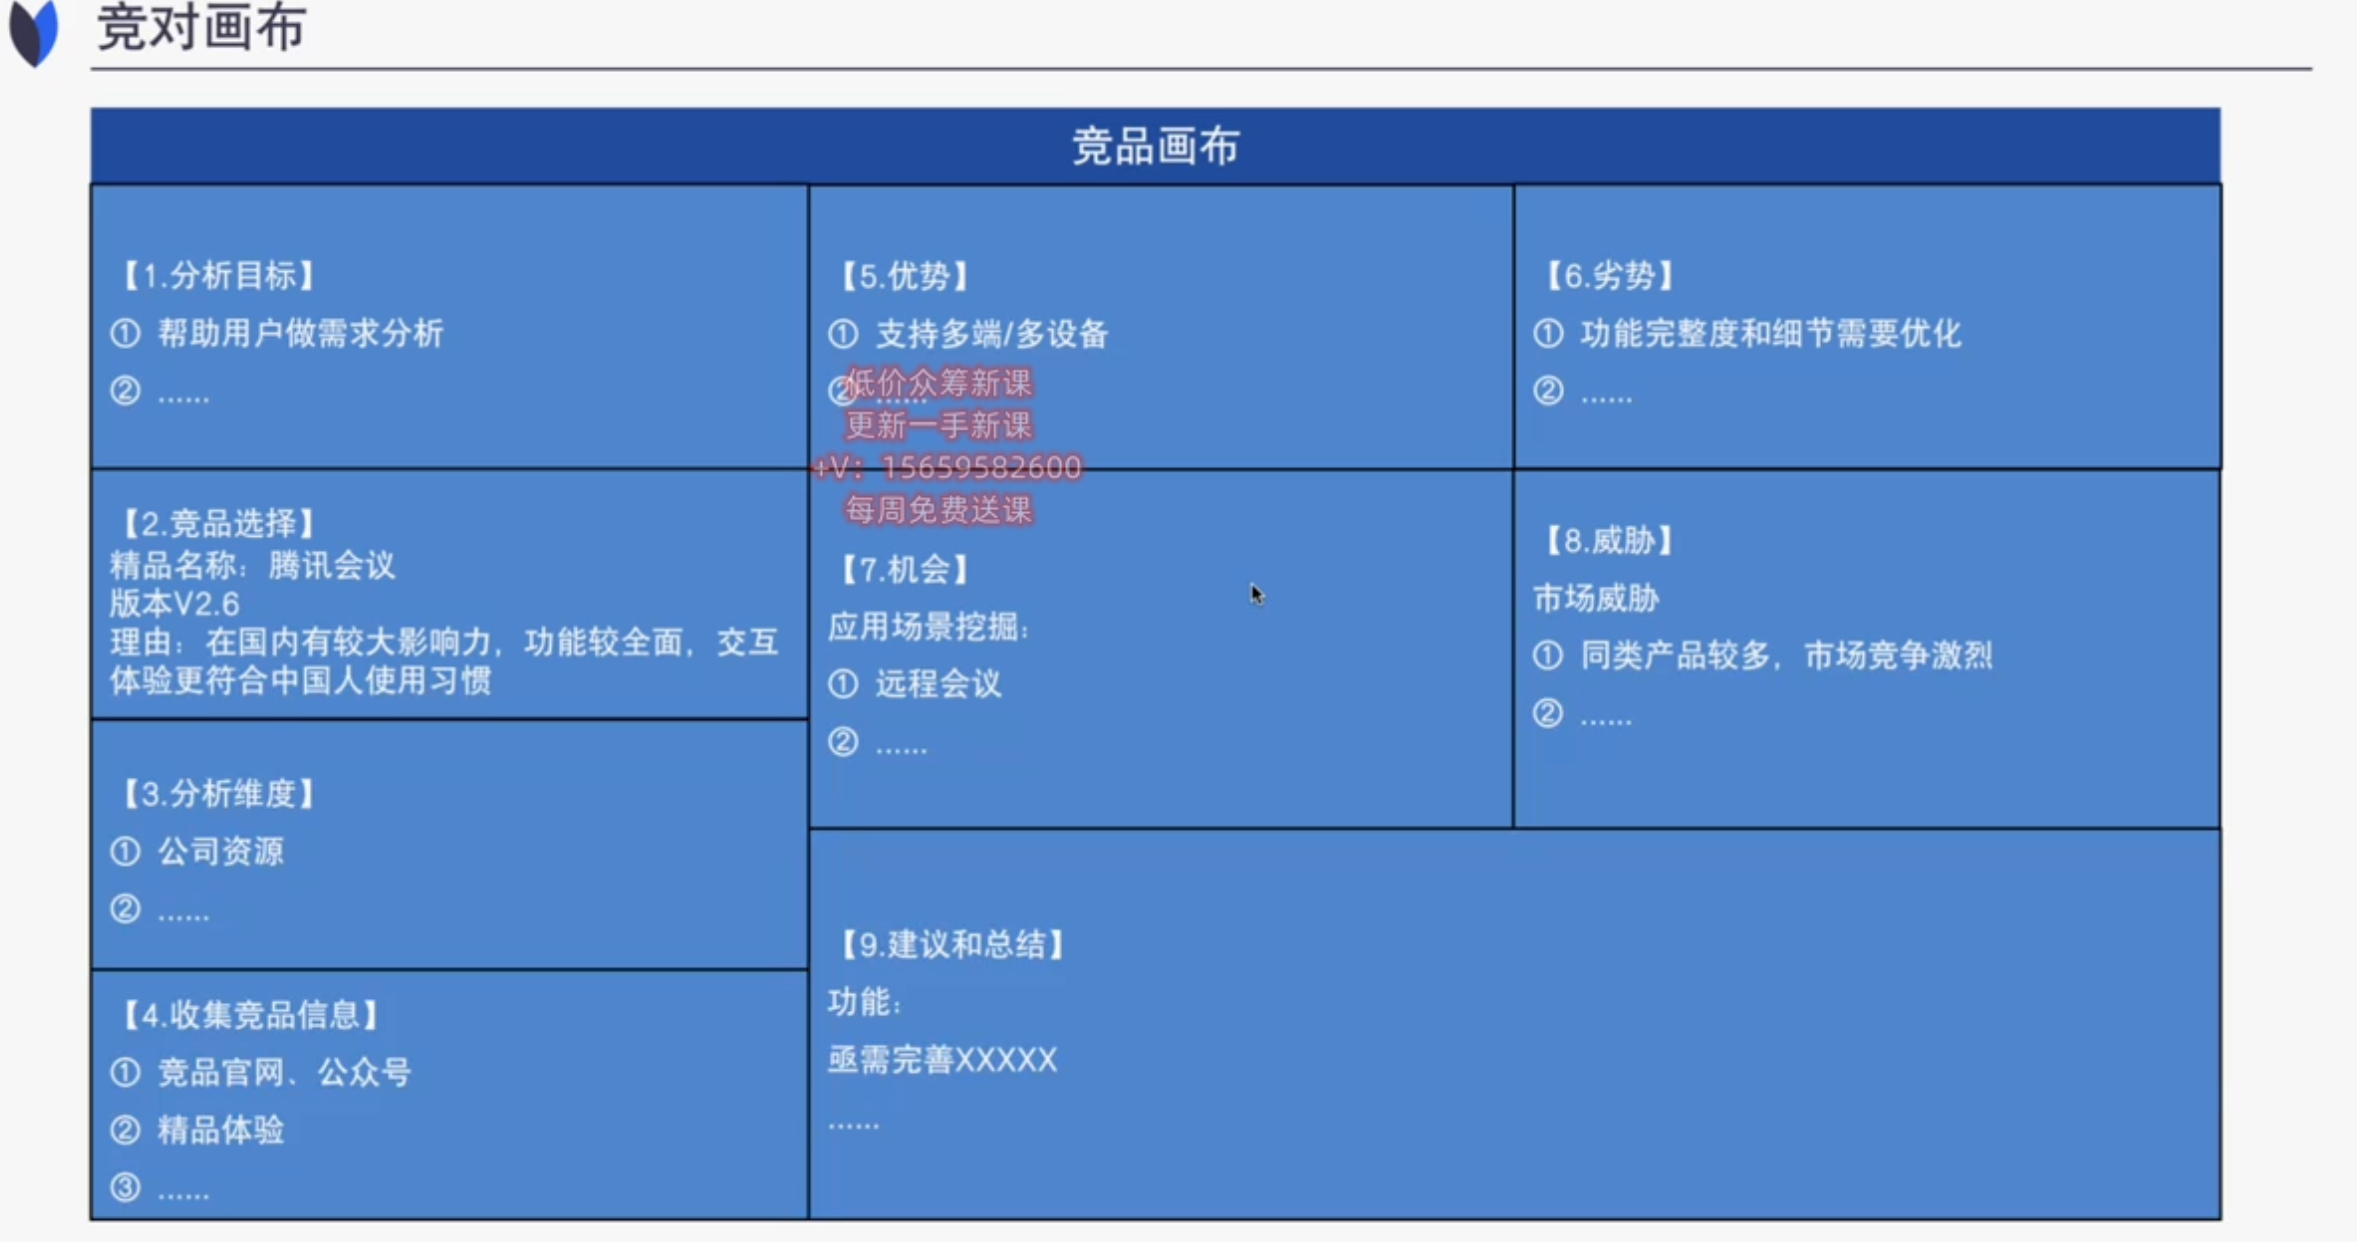 竞对画布
竞品画布
【1.分析目标】
① 帮助用户做需求分析
② ......
【2.竞品选择】
精品名称：腾讯会议
版本V2.6
理由：在国内有较大影响力，功能较全面，交互
体验更符合中国人使用习惯
【3.分析维度】
① 公司资源
② ......
【4.收集竞品信息】
① 竞品官网、公众号
② 精品体验
③ ......
【5.优势】
① 支持多端/多设备
② ......
低价众筹新课
更新一手新课
+V：15659582600
每周免费送课
【6.劣势】
① 功能完整度和细节需要优化
② ......
【7.机会】
应用场景挖掘：
① 远程会议
② ......
【8.威胁】
市场威胁
① 同类产品较多，市场竞争激烈
② ......
【9.建议和总结】
功能：
亟需完善XXXXX
......